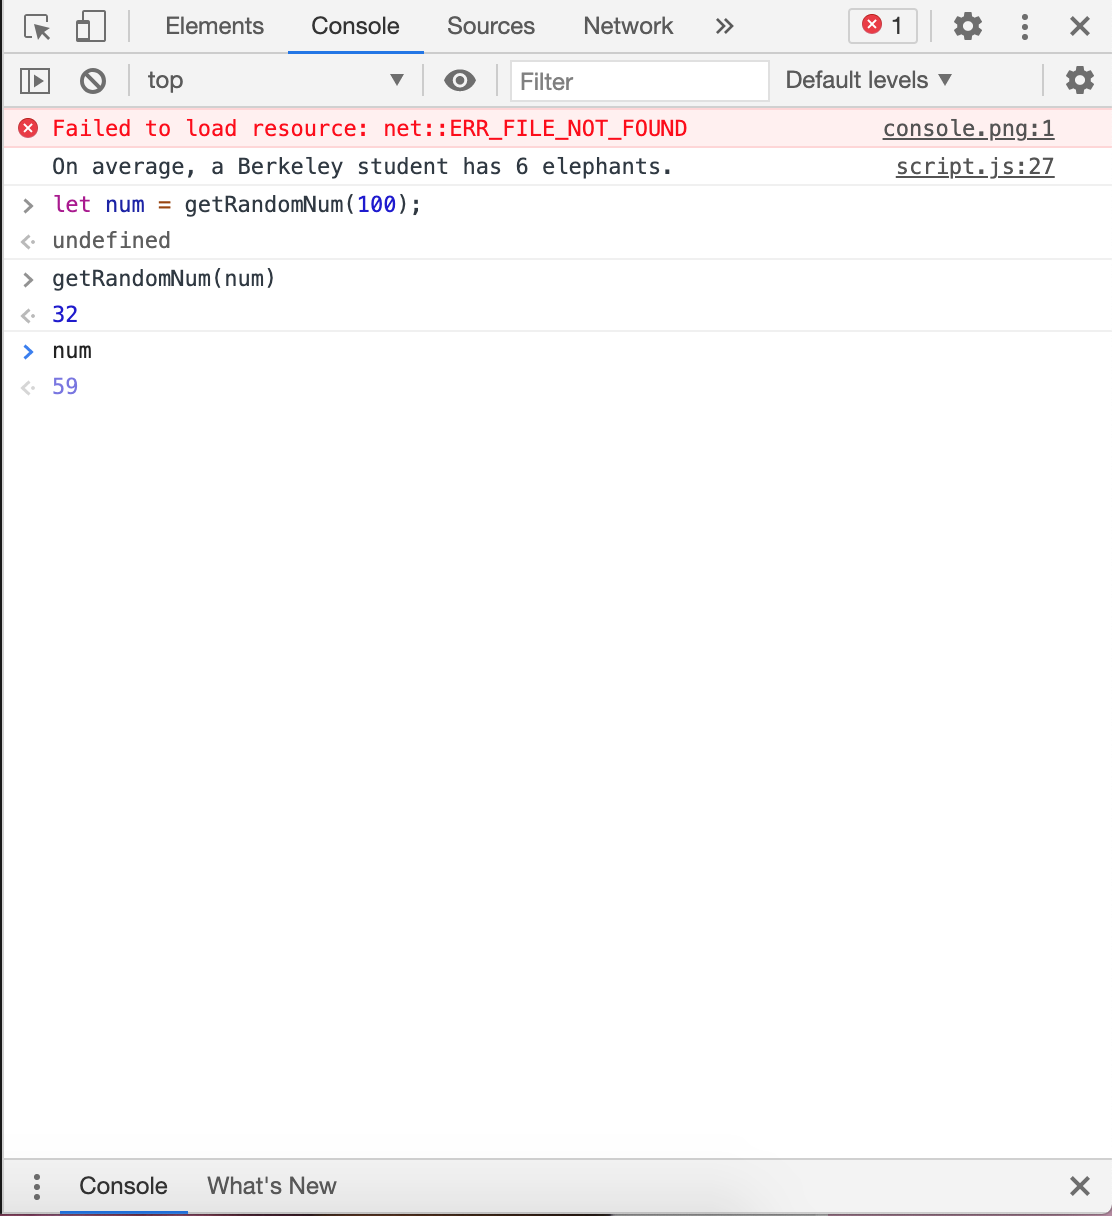 Elements Console Sources Network 1
top Filter Default levels
Failed to load resource: net::ERR_FILE_NOT_FOUND console.png:1
On average, a Berkeley student has 6 elephants. script.js:27
let num = getRandomNum(100);
undefined
getRandomNum(num)
32
num
59
Console What's New